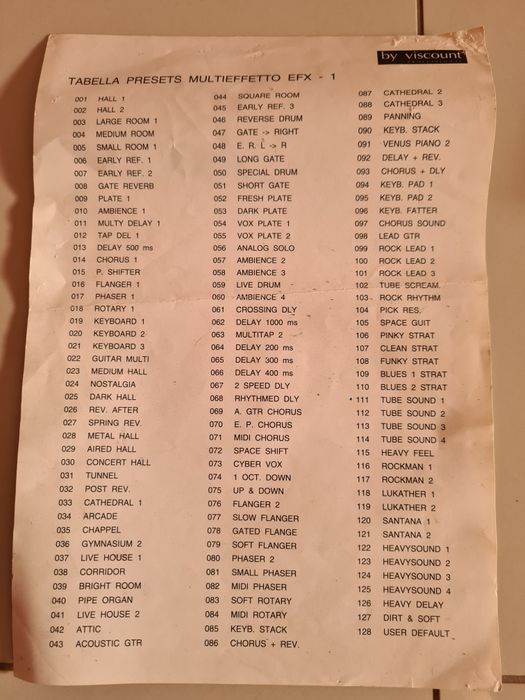 by viscount
TABELLA PRESETS MULTIEFFETTO EFX - 1
001 HALL 1
002 HALL 2
003 LARGE ROOM 1
004 MEDIUM ROOM
005 SMALL ROOM 1
006 EARLY REF. 1
007 EARLY REF. 2
008 GATE REVERB
009 PLATE 1
010 AMBIENCE 1
011 MULTY DELAY 1
012 TAP DEL 1
013 DELAY 500 ms
014 CHORUS 1
015 P. SHIFTER
016 FLANGER 1
017 PHASER 1
018 ROTARY 1
019 KEYBOARD 1
020 KEYBOARD 2
021 KEYBOARD 3
022 GUITAR MULTI
023 MEDIUM HALL
024 NOSTALGIA
025 DARK HALL
026 REV. AFTER
027 SPRING REV.
028 METAL HALL
029 AIRED HALL
030 CONCERT HALL
031 TUNNEL
032 POST REV.
033 CATHEDRAL 1
034 ARCADE
035 CHAPPEL
036 GYMNASIUM 2
037 LIVE HOUSE 1
038 CORRIDOR
039 BRIGHT ROOM
040 PIPE ORGAN
041 LIVE HOUSE 2
042 ATTIC
043 ACOUSTIC GTR
044 SQUARE ROOM
045 EARLY REF. 3
046 REVERSE DRUM
047 GATE -> RIGHT
048 E. R. L -> R
049 LONG GATE
050 SPECIAL DRUM
051 SHORT GATE
052 FRESH PLATE
053 DARK PLATE
054 VOX PLATE 1
055 VOX PLATE 2
056 ANALOG SOLO
057 AMBIENCE 2
058 AMBIENCE 3
059 LIVE DRUM
060 AMBIENCE 4
061 CROSSING DLY
062 DELAY 1000 ms
063 MULTITAP 2
064 DELAY 200 ms
065 DELAY 300 ms
066 DELAY 400 ms
067 2 SPEED DLY
068 RHYTHMED DLY
069 A. GTR CHORUS
070 E. P. CHORUS
071 MIDI CHORUS
072 SPACE SHIFT
073 CYBER VOX
074 1 OCT. DOWN
075 UP & DOWN
076 FLANGER 2
077 SLOW FLANGER
078 GATED FLANGE
079 SOFT FLANGER
080 PHASER 2
081 SMALL PHASER
082 MIDI PHASER
083 SOFT ROTARY
084 MIDI ROTARY
085 KEYB. STACK
086 CHORUS + REV.
087 CATHEDRAL 2
088 CATHEDRAL 3
089 PANNING
090 KEYB. STACK
091 VENUS PIANO 2
092 DELAY + REV.
093 CHORUS + DLY
094 KEYB. PAD 1
095 KEYB. PAD 2
096 KEYB. FATTER
097 CHORUS SOUND
098 LEAD GTR
099 ROCK LEAD 1
100 ROCK LEAD 2
101 ROCK LEAD 3
102 TUBE SCREAM.
103 ROCK RHYTHM
104 PICK RES.
105 SPACE GUIT
106 PINKY STRAT
107 CLEAN STRAT
108 FUNKY STRAT
109 BLUES 1 STRAT
110 BLUES 2 STRAT
111 TUBE SOUND 1
112 TUBE SOUND 2
113 TUBE SOUND 3
114 TUBE SOUND 4
115 HEAVY FEEL
116 ROCKMAN 1
117 ROCKMAN 2
118 LUKATHER 1
119 LUKATHER 2
120 SANTANA 1
121 SANTANA 2
122 HEAVYSOUND 1
123 HEAVYSOUND 2
124 HEAVYSOUND 3
125 HEAVYSOUND 4
126 HEAVY DELAY
127 DIRT & SOFT
128 USER DEFAULT